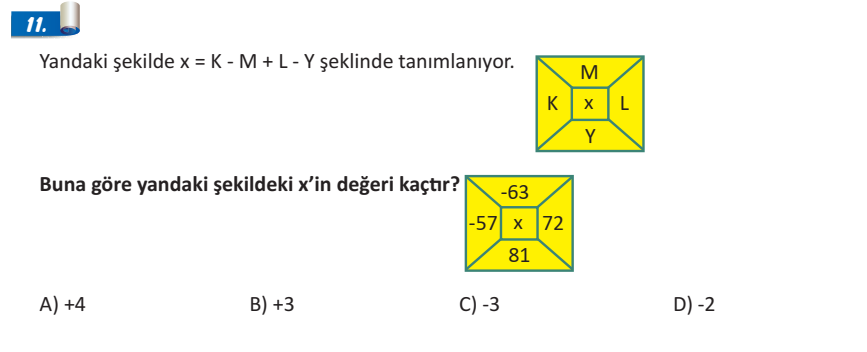 11.
Yandaki şekilde x = K - M + L - Y şeklinde tanımlanıyor.
M
K x L
Y
Buna göre yandaki şekildeki x’in değeri kaçtır?
-63
-57 x 72
81
A) +4 B) +3 C) -3 D) -2